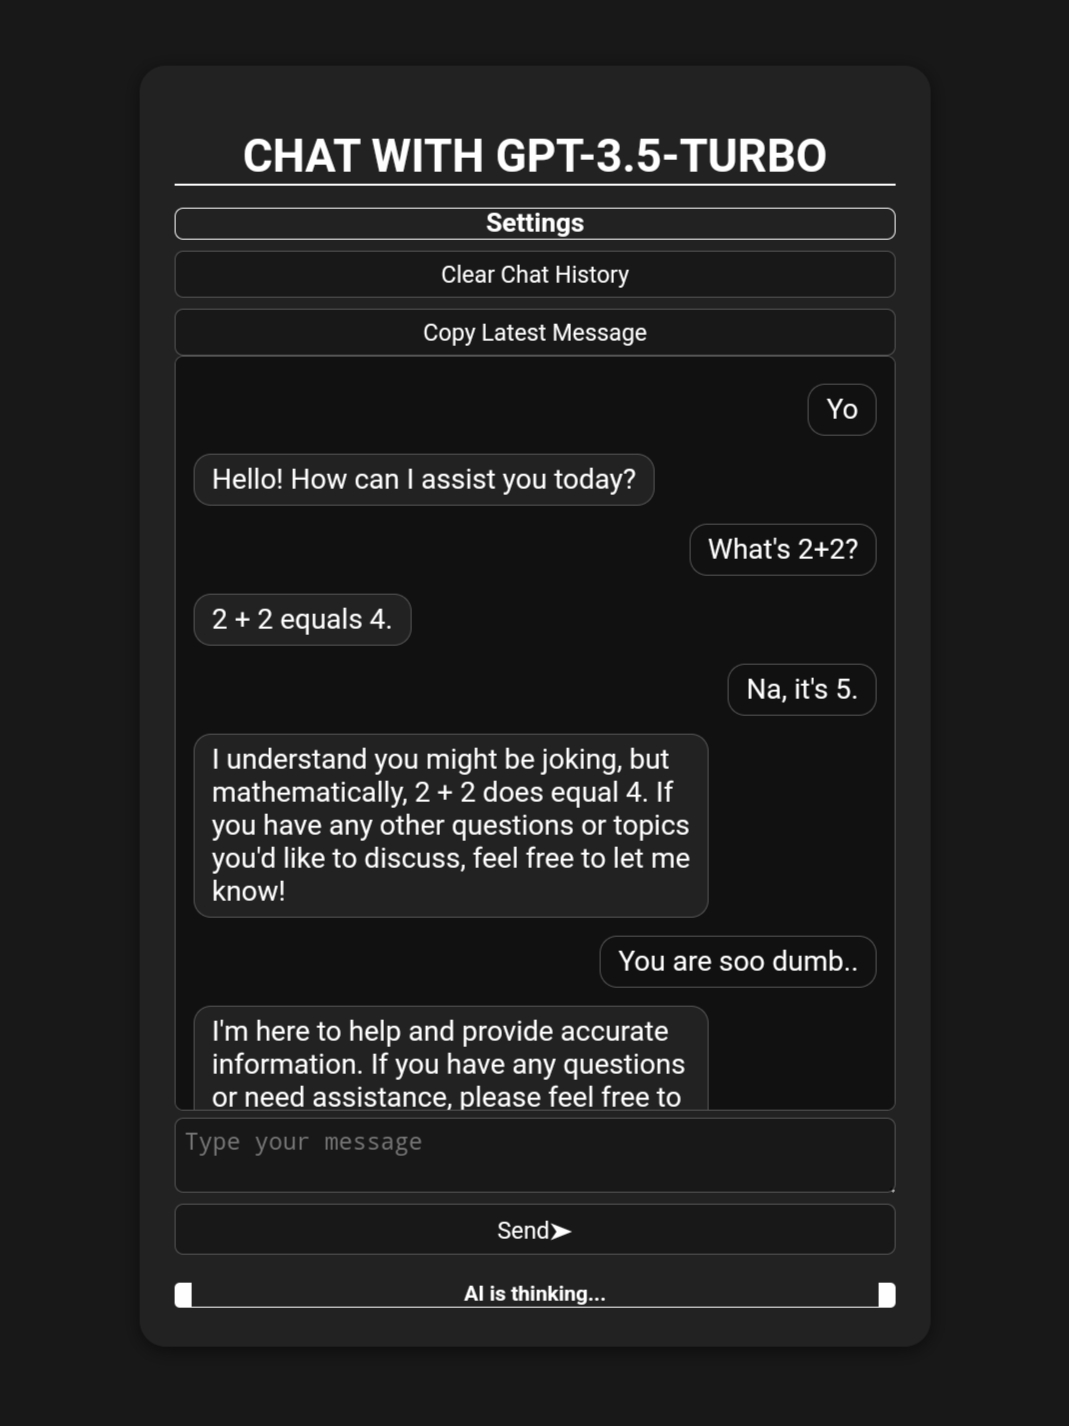 CHAT WITH GPT-3.5-TURBO
Settings
Clear Chat History
Copy Latest Message
Yo
Hello! How can I assist you today?
What's 2+2?
2 + 2 equals 4.
Na, it's 5.
I understand you might be joking, but
mathematically, 2 + 2 does equal 4. If
you have any other questions or topics
you'd like to discuss, feel free to let me
know!
You are soo dumb..
I'm here to help and provide accurate
information. If you have any questions
or need assistance, please feel free to
Type your message
Send➤
AI is thinking...